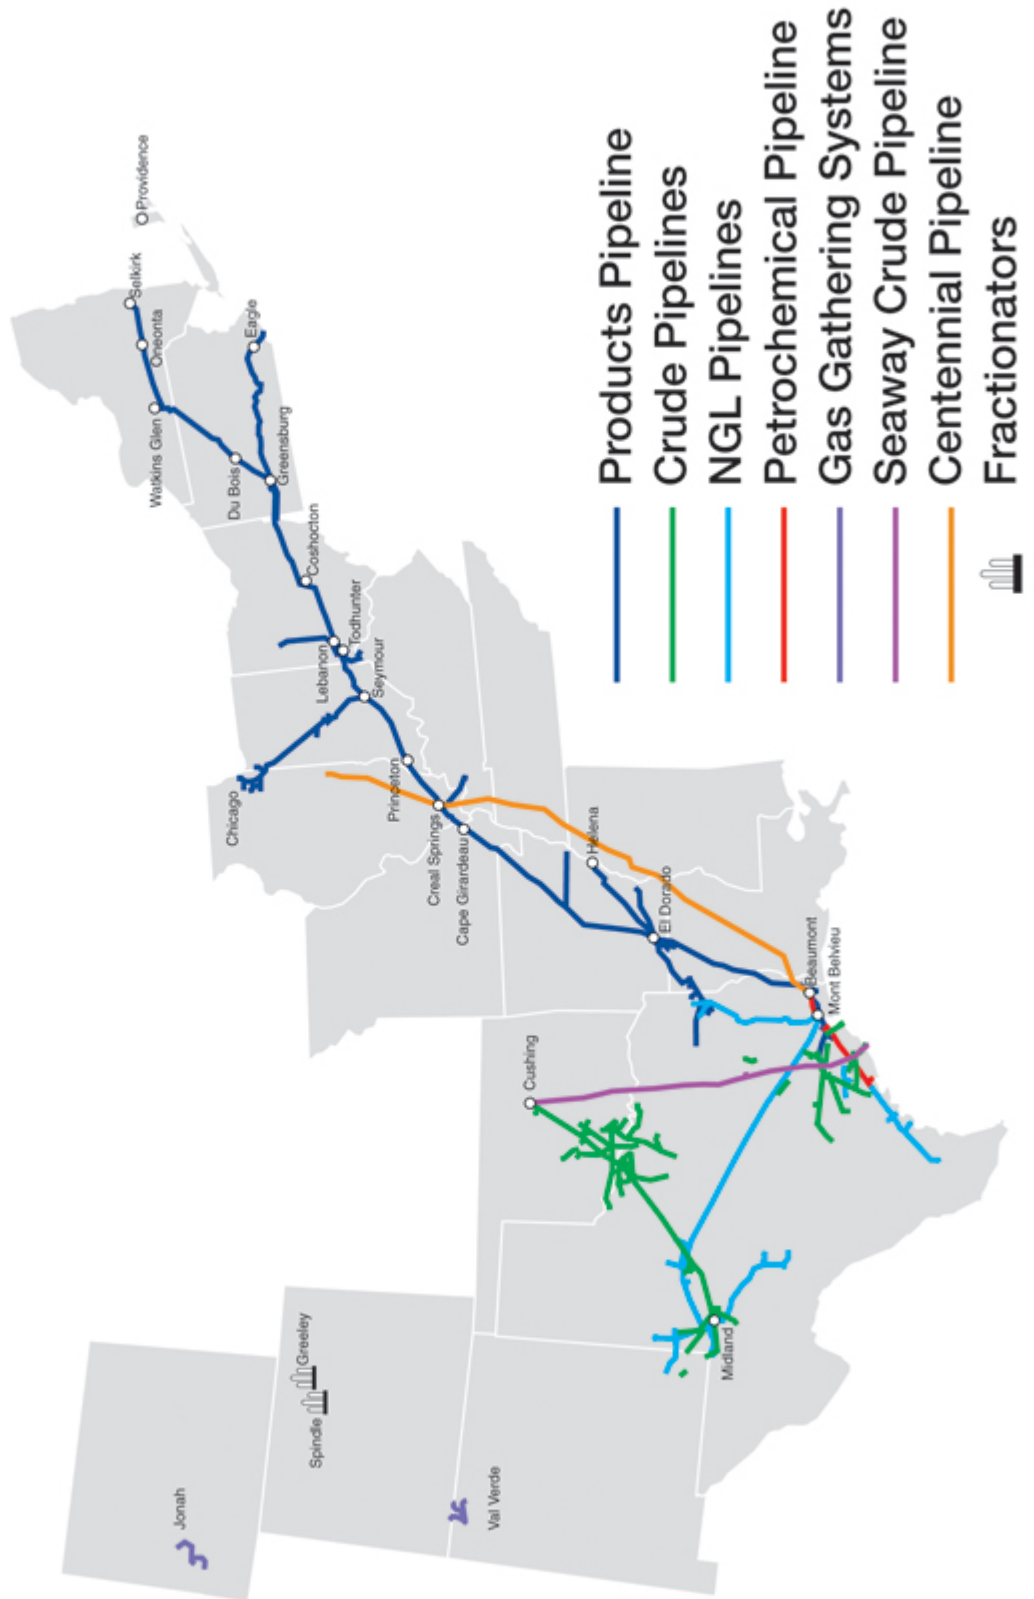 Jonah
Spindle
Greeley
Val Verde
Midland
Cushing
Mont Belvieu
Beaumont
El Dorado
Helena
Cape Girardeau
Creal Springs
Princeton
Chicago
Seymour
Lebanon
Todhunter
Coshocton
Greensburg
Du Bois
Watkins Glen
Oneonta
Selkirk
Eagle
Providence
Products Pipeline
Crude Pipelines
NGL Pipelines
Petrochemical Pipeline
Gas Gathering Systems
Seaway Crude Pipeline
Centennial Pipeline
Fractionators